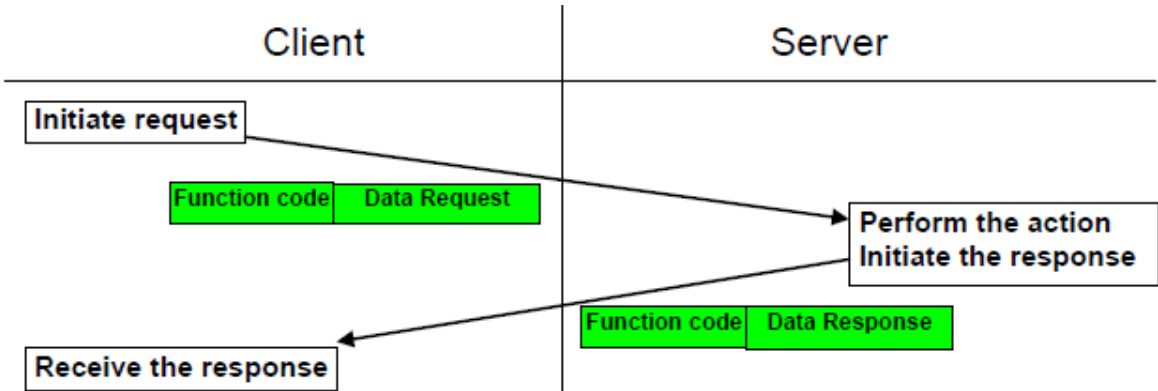 Client
Server
Initiate request
Function code
Data Request
Perform the action
Initiate the response
Function code
Data Response
Receive the response